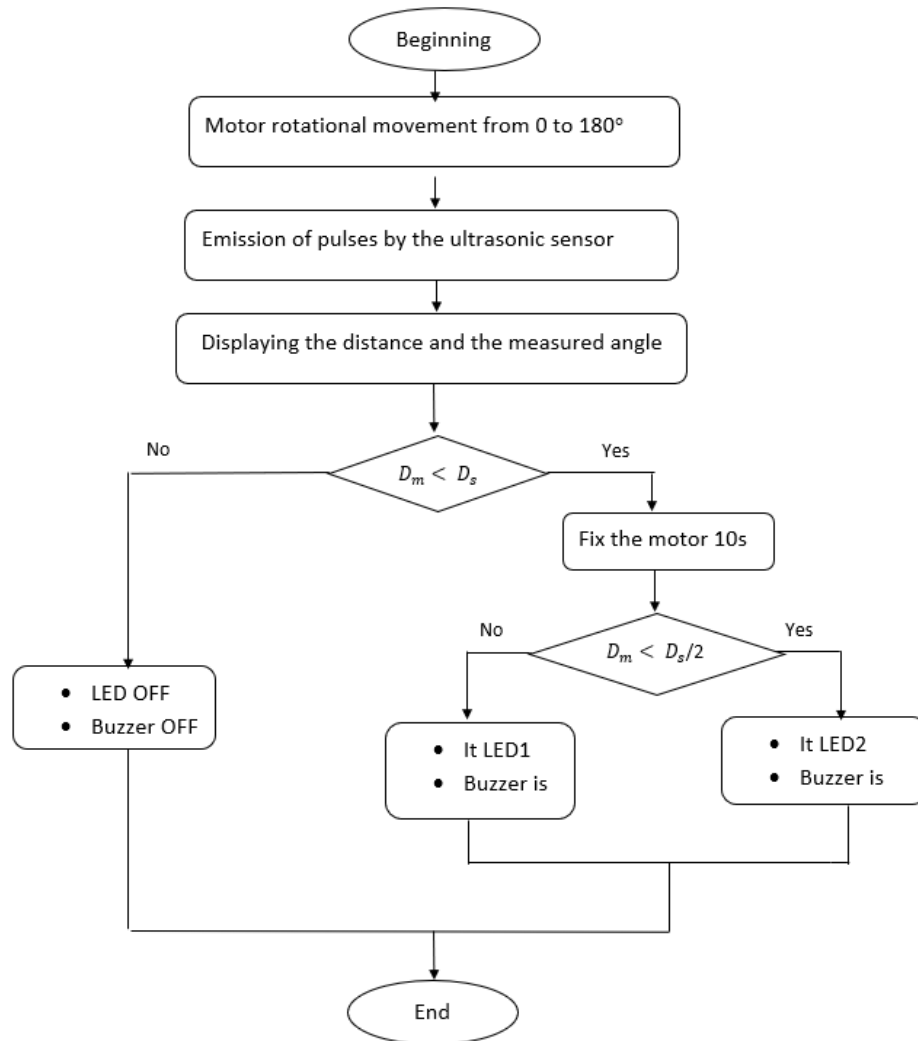 Beginning
Motor rotational movement from 0 to 180°
Emission of pulses by the ultrasonic sensor
Displaying the distance and the measured angle
No
Yes
D_m < D_s
Fix the motor 10s
No
Yes
D_m < D_s/2
• LED OFF
• Buzzer OFF
• It LED1
• Buzzer is
• It LED2
• Buzzer is
End